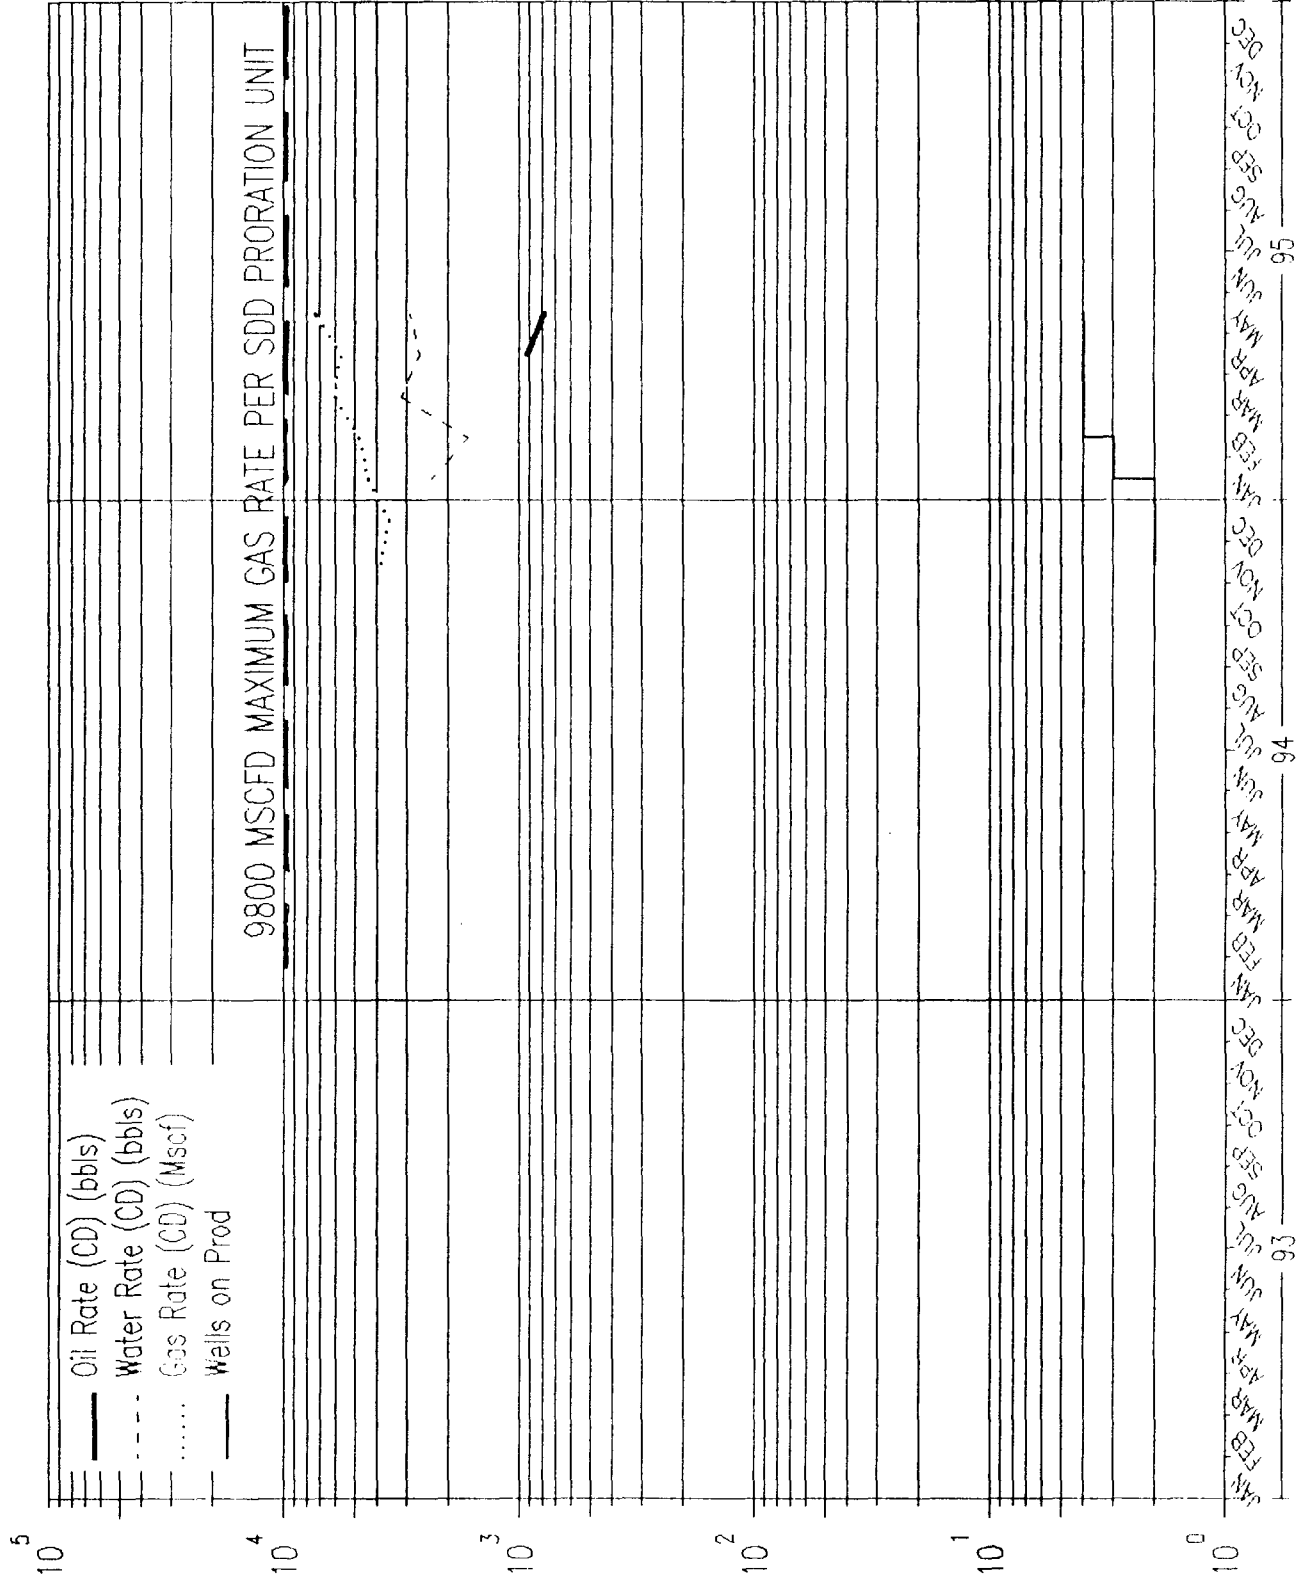 10^5
10^4
10^3
10^2
10^1
10^0
Oil Rate (CD) (bbls)
Water Rate (CD) (bbls)
Gas Rate (CD) (Mscf)
Wells on Prod
9800 MSCFD MAXIMUM GAS RATE PER SDD PRORATION UNIT
JAN FEB MAR APR MAY JUN JUL AUG SEP OCT NOV DEC JAN FEB MAR APR MAY JUN JUL AUG SEP OCT NOV DEC JAN FEB MAR APR MAY JUN JUL AUG SEP OCT NOV DEC
93 94 95